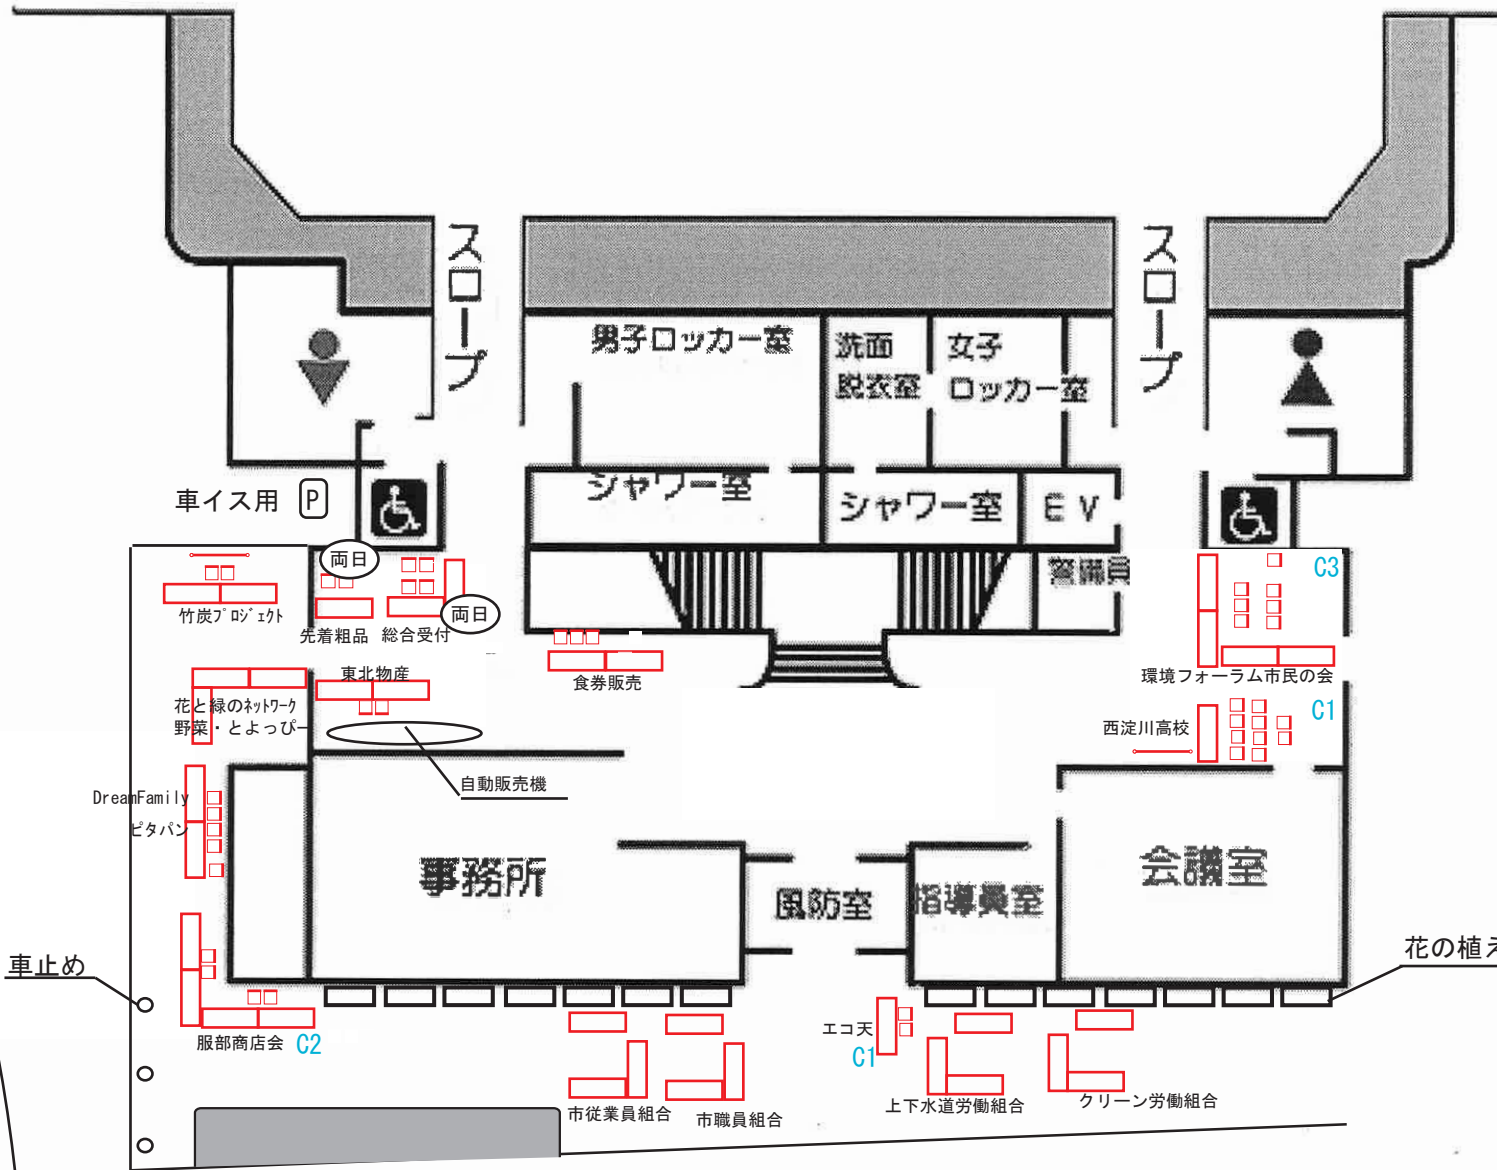 スロープ
スロープ
男子ロッカー室
洗面
脱衣室
女子
ロッカー室
シャワー室
シャワー室
EV
車イス用 P
警備員
両日
両日
C3
竹炭プロジェクト
先着粗品
総合受付
食券販売
環境フォーラム市民の会
東北物産
花と緑のネットワーク
野菜・とよっぴー
C1
西淀川高校
自動販売機
DreamFamily
ピタパン
事務所
風防室
指導員室
会議室
車止め
花の植え
服部商店会 C2
エコ天
C1
市従業員組合
市職員組合
上下水道労働組合
クリーン労働組合